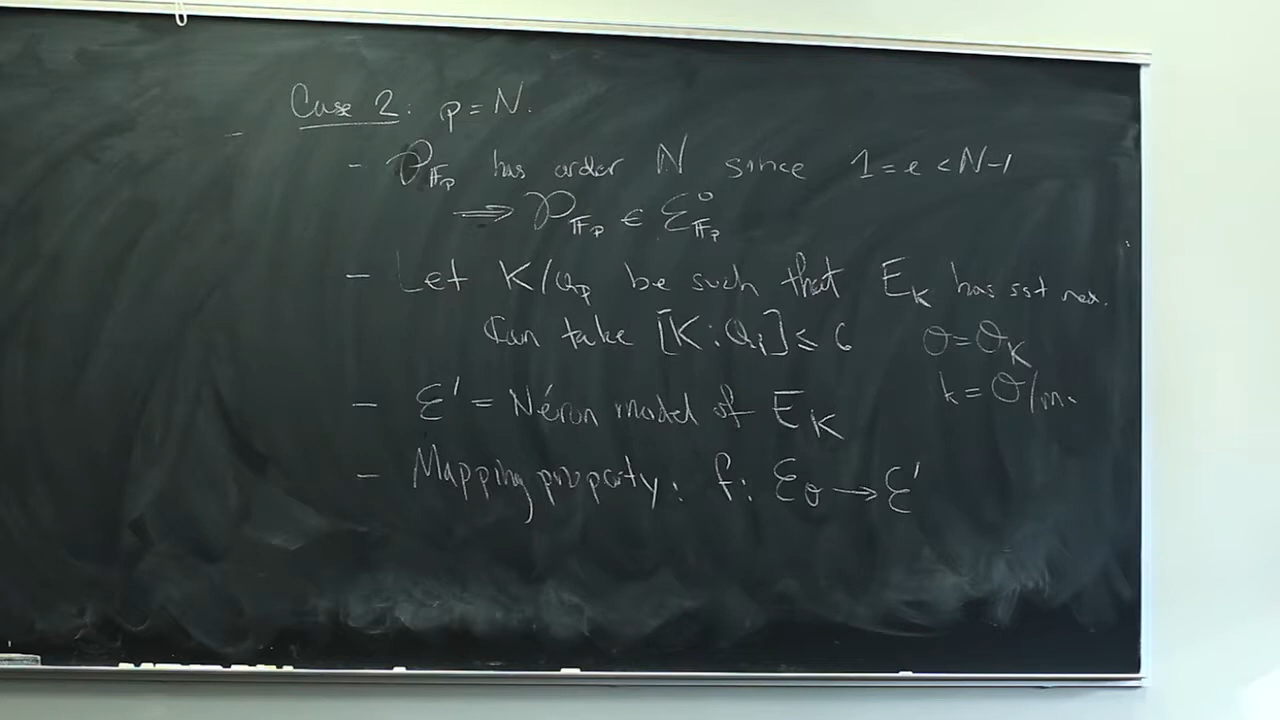 Case 2: p = N.
- 𝒫_{𝔽_p} has order N since 1 = e < N-1
⟹ 𝒫_{𝔽_p} ∈ ℰ⁰_{𝔽_p}
- Let K/ℚ_p be such that E_K has sst red.
Can take [K:ℚ_p] ≤ 6 𝒪 = 𝒪_K
- ℰ' = Néron model of E_K k = 𝒪/m.
- Mapping property: f: ℰ_𝒪 → ℰ'